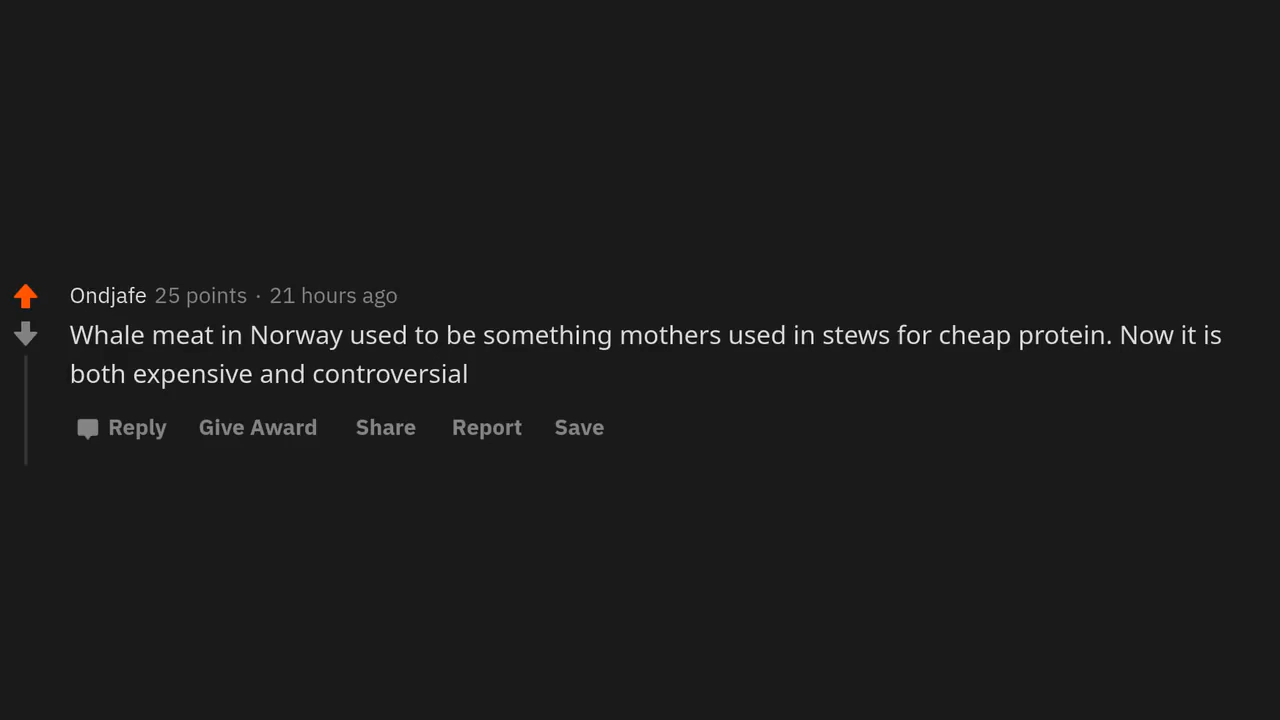 Ondjafe 25 points · 21 hours ago
Whale meat in Norway used to be something mothers used in stews for cheap protein. Now it is
both expensive and controversial
Reply Give Award Share Report Save